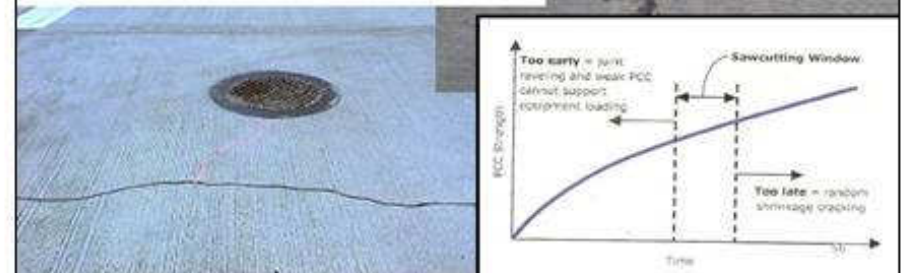 Too early = joint
raveling and weak PCC
cannot support
equipment loading
Sawcutting Window
PCC Strength
Too late = random
shrinkage cracking
Time
56